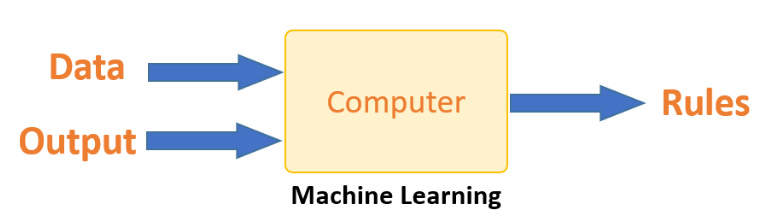 Data
Output
Computer
Rules
Machine Learning